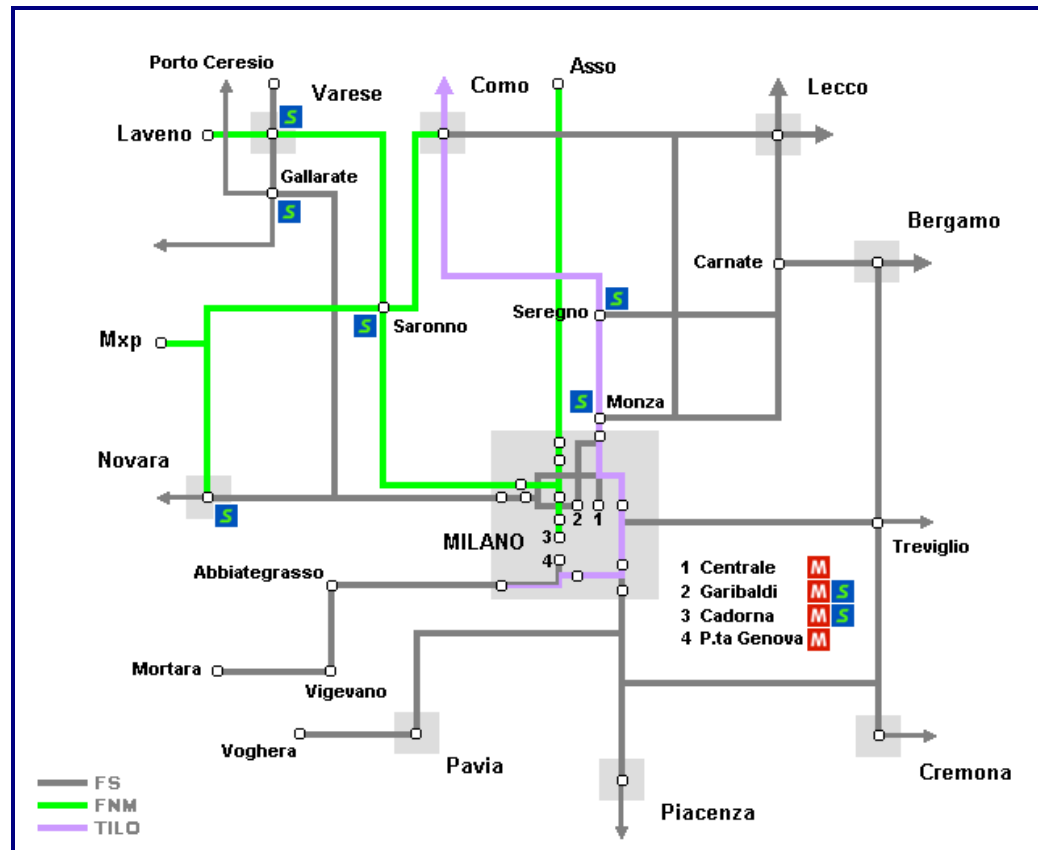 Porto Ceresio
Varese
Como
Asso
Lecco
S
Laveno
Gallarate
S
Bergamo
Carnate
S
Seregno
Mxp
S
Saronno
S
Monza
Novara
S
2 1
3
MILANO
4
Treviglio
1 Centrale M
2 Garibaldi M S
3 Cadorna M S
4 P.ta Genova M
Abbiategrasso
Mortara
Vigevano
Voghera
Pavia
Cremona
Piacenza
FS
FNM
TILO